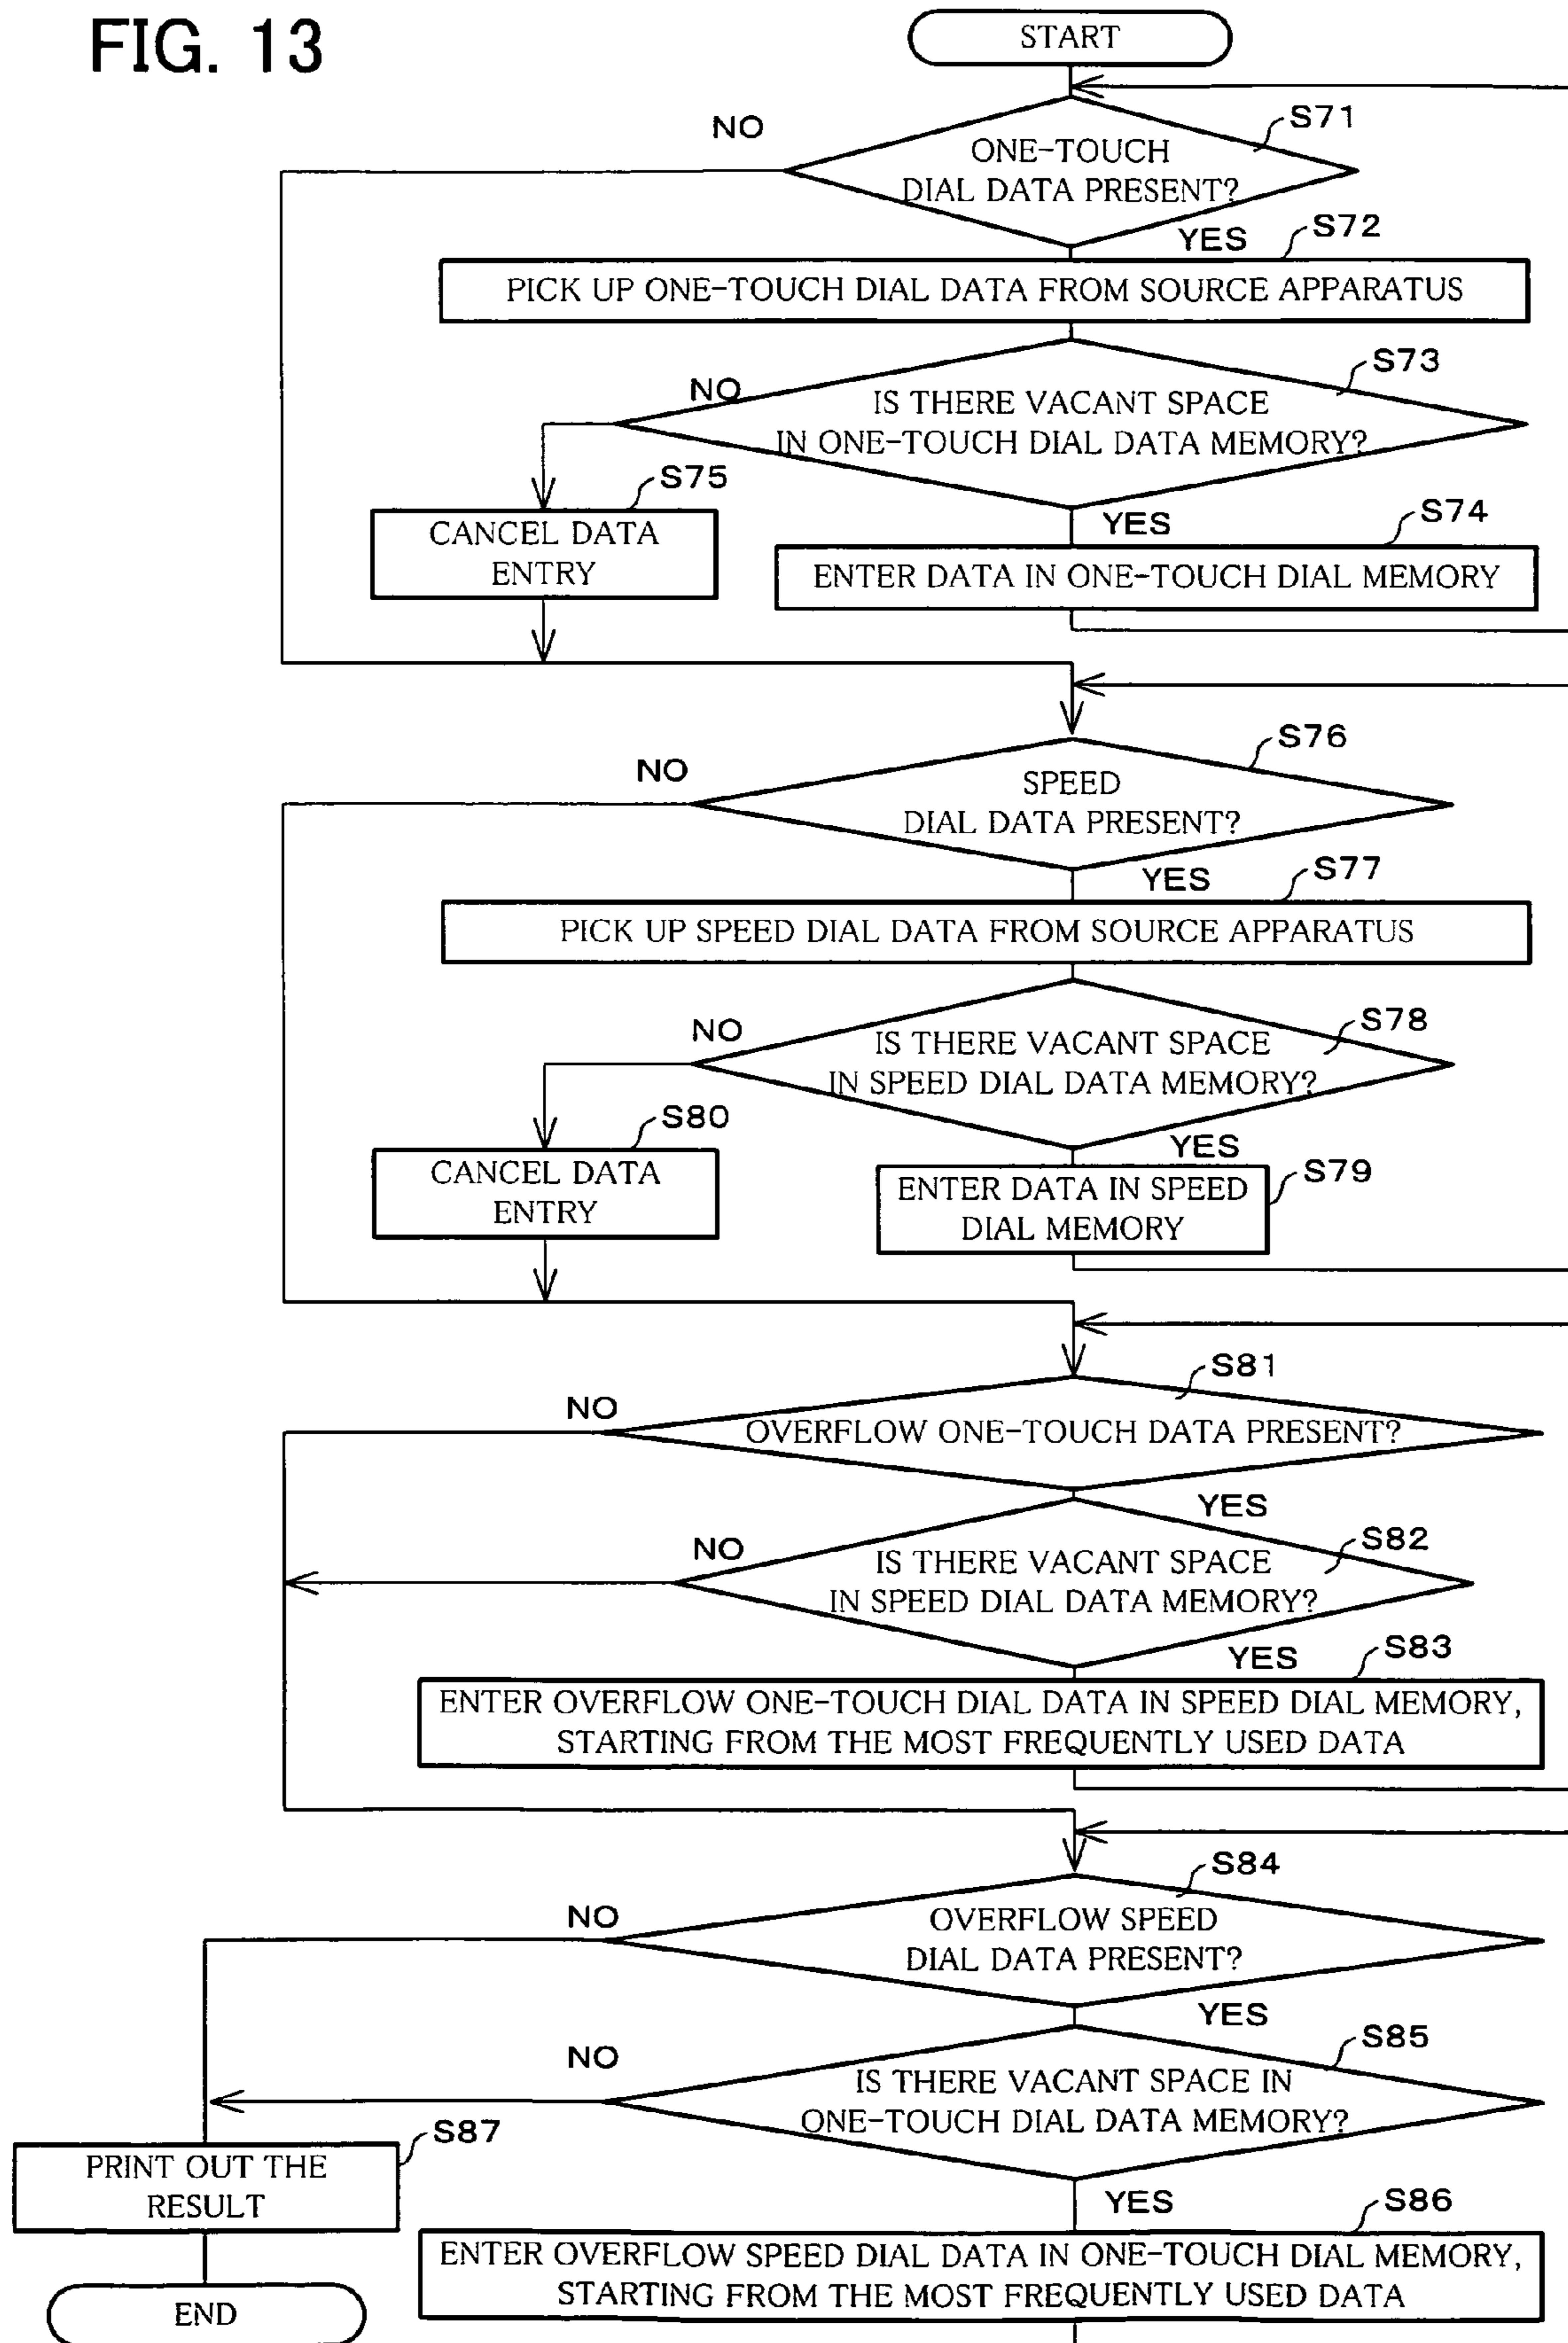 FIG. 13
START
S71
NO
ONE-TOUCH
DIAL DATA PRESENT?
YES
S72
PICK UP ONE-TOUCH DIAL DATA FROM SOURCE APPARATUS
S73
NO
IS THERE VACANT SPACE
IN ONE-TOUCH DIAL DATA MEMORY?
S75
CANCEL DATA
ENTRY
YES
S74
ENTER DATA IN ONE-TOUCH DIAL MEMORY
S76
NO
SPEED
DIAL DATA PRESENT?
YES
S77
PICK UP SPEED DIAL DATA FROM SOURCE APPARATUS
S78
NO
IS THERE VACANT SPACE
IN SPEED DIAL DATA MEMORY?
S80
CANCEL DATA
ENTRY
YES
S79
ENTER DATA IN SPEED
DIAL MEMORY
S81
NO
OVERFLOW ONE-TOUCH DATA PRESENT?
YES
S82
NO
IS THERE VACANT SPACE
IN SPEED DIAL DATA MEMORY?
YES
S83
ENTER OVERFLOW ONE-TOUCH DIAL DATA IN SPEED DIAL MEMORY,
STARTING FROM THE MOST FREQUENTLY USED DATA
S84
NO
OVERFLOW SPEED
DIAL DATA PRESENT?
YES
S85
NO
IS THERE VACANT SPACE IN
ONE-TOUCH DIAL DATA MEMORY?
S87
PRINT OUT THE
RESULT
YES
S86
ENTER OVERFLOW SPEED DIAL DATA IN ONE-TOUCH DIAL MEMORY,
STARTING FROM THE MOST FREQUENTLY USED DATA
END